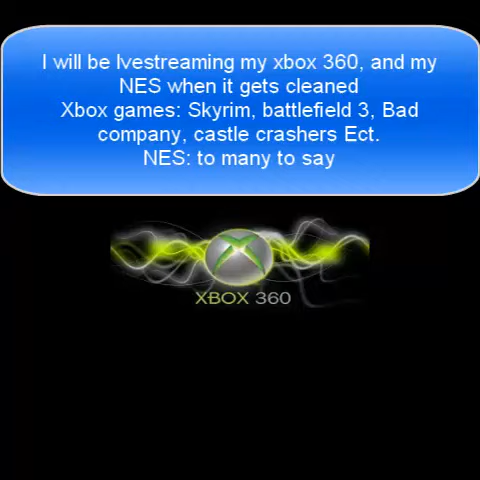 I will be lvestreaming my xbox 360, and my
NES when it gets cleaned
Xbox games: Skyrim, battlefield 3, Bad
company, castle crashers Ect.
NES: to many to say
XBOX 360